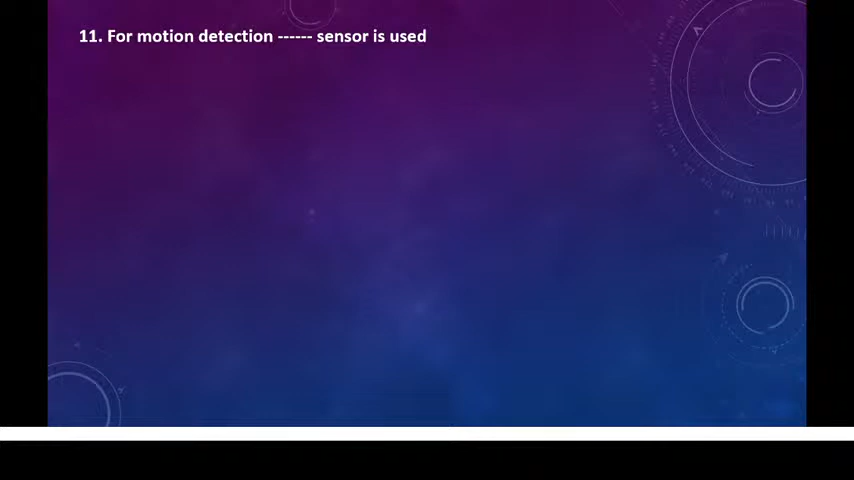 11. For motion detection ------ sensor is used